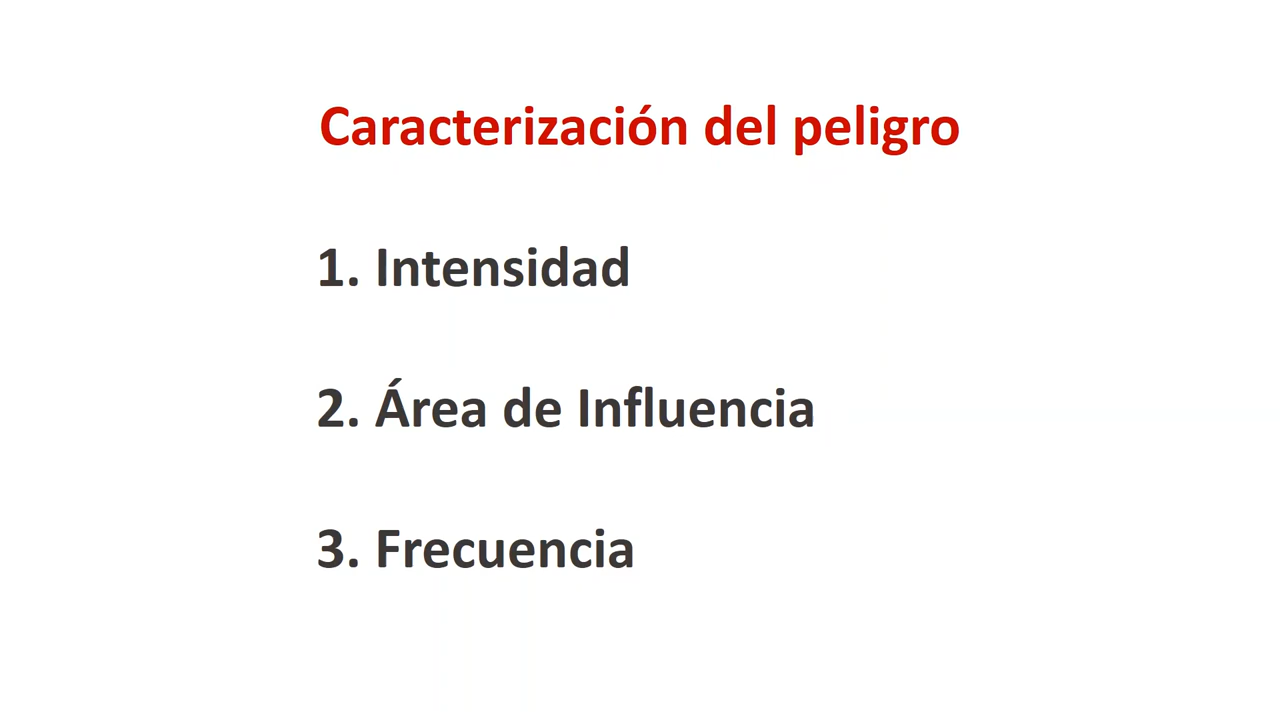 Caracterización del peligro
1. Intensidad
2. Área de Influencia
3. Frecuencia